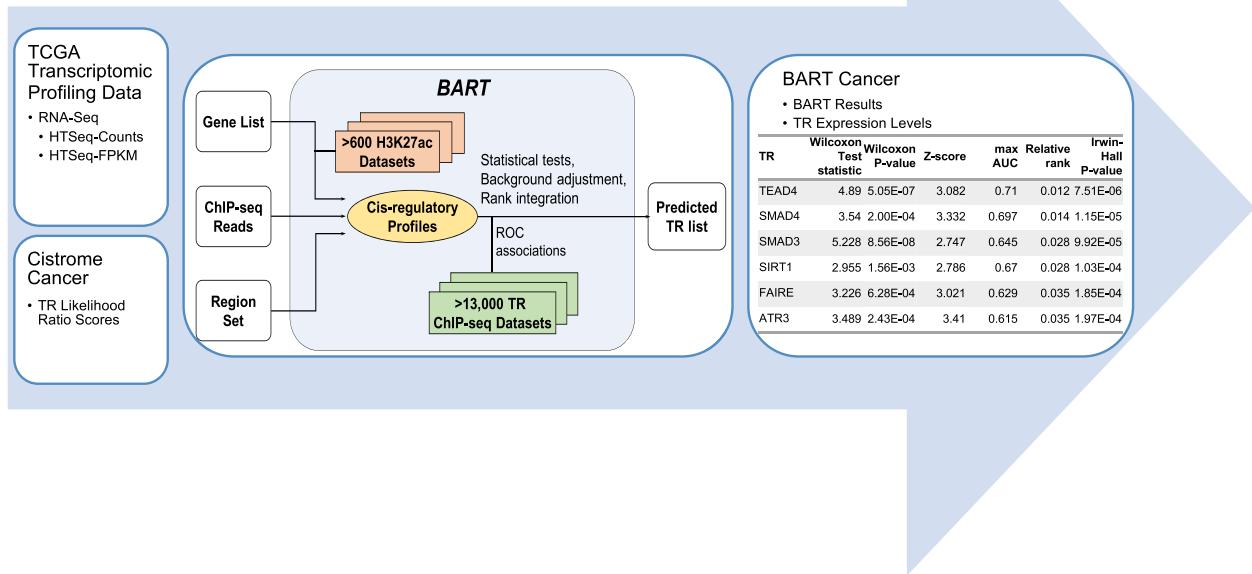 TCGA
Transcriptomic
Profiling Data
• RNA-Seq
• HTSeq-Counts
• HTSeq-FPKM
Cistrome
Cancer
• TR Likelihood
Ratio Scores
BART
Gene List
ChIP-seq
Reads
Region
Set
>600 H3K27ac
Datasets
Cis-regulatory
Profiles
Statistical tests,
Background adjustment,
Rank integration
ROC
associations
>13,000 TR
ChIP-seq Datasets
Predicted
TR list
BART Cancer
• BART Results
• TR Expression Levels
TR Wilcoxon Test statistic Wilcoxon P-value Z-score max AUC Relative rank Irwin-Hall P-value
TEAD4 4.89 5.05E-07 3.082 0.71 0.012 7.51E-06
SMAD4 3.54 2.00E-04 3.332 0.697 0.014 1.15E-05
SMAD3 5.228 8.56E-08 2.747 0.645 0.028 9.92E-05
SIRT1 2.955 1.56E-03 2.786 0.67 0.028 1.03E-04
FAIRE 3.226 6.28E-04 3.021 0.629 0.035 1.85E-04
ATR3 3.489 2.43E-04 3.41 0.615 0.035 1.97E-04